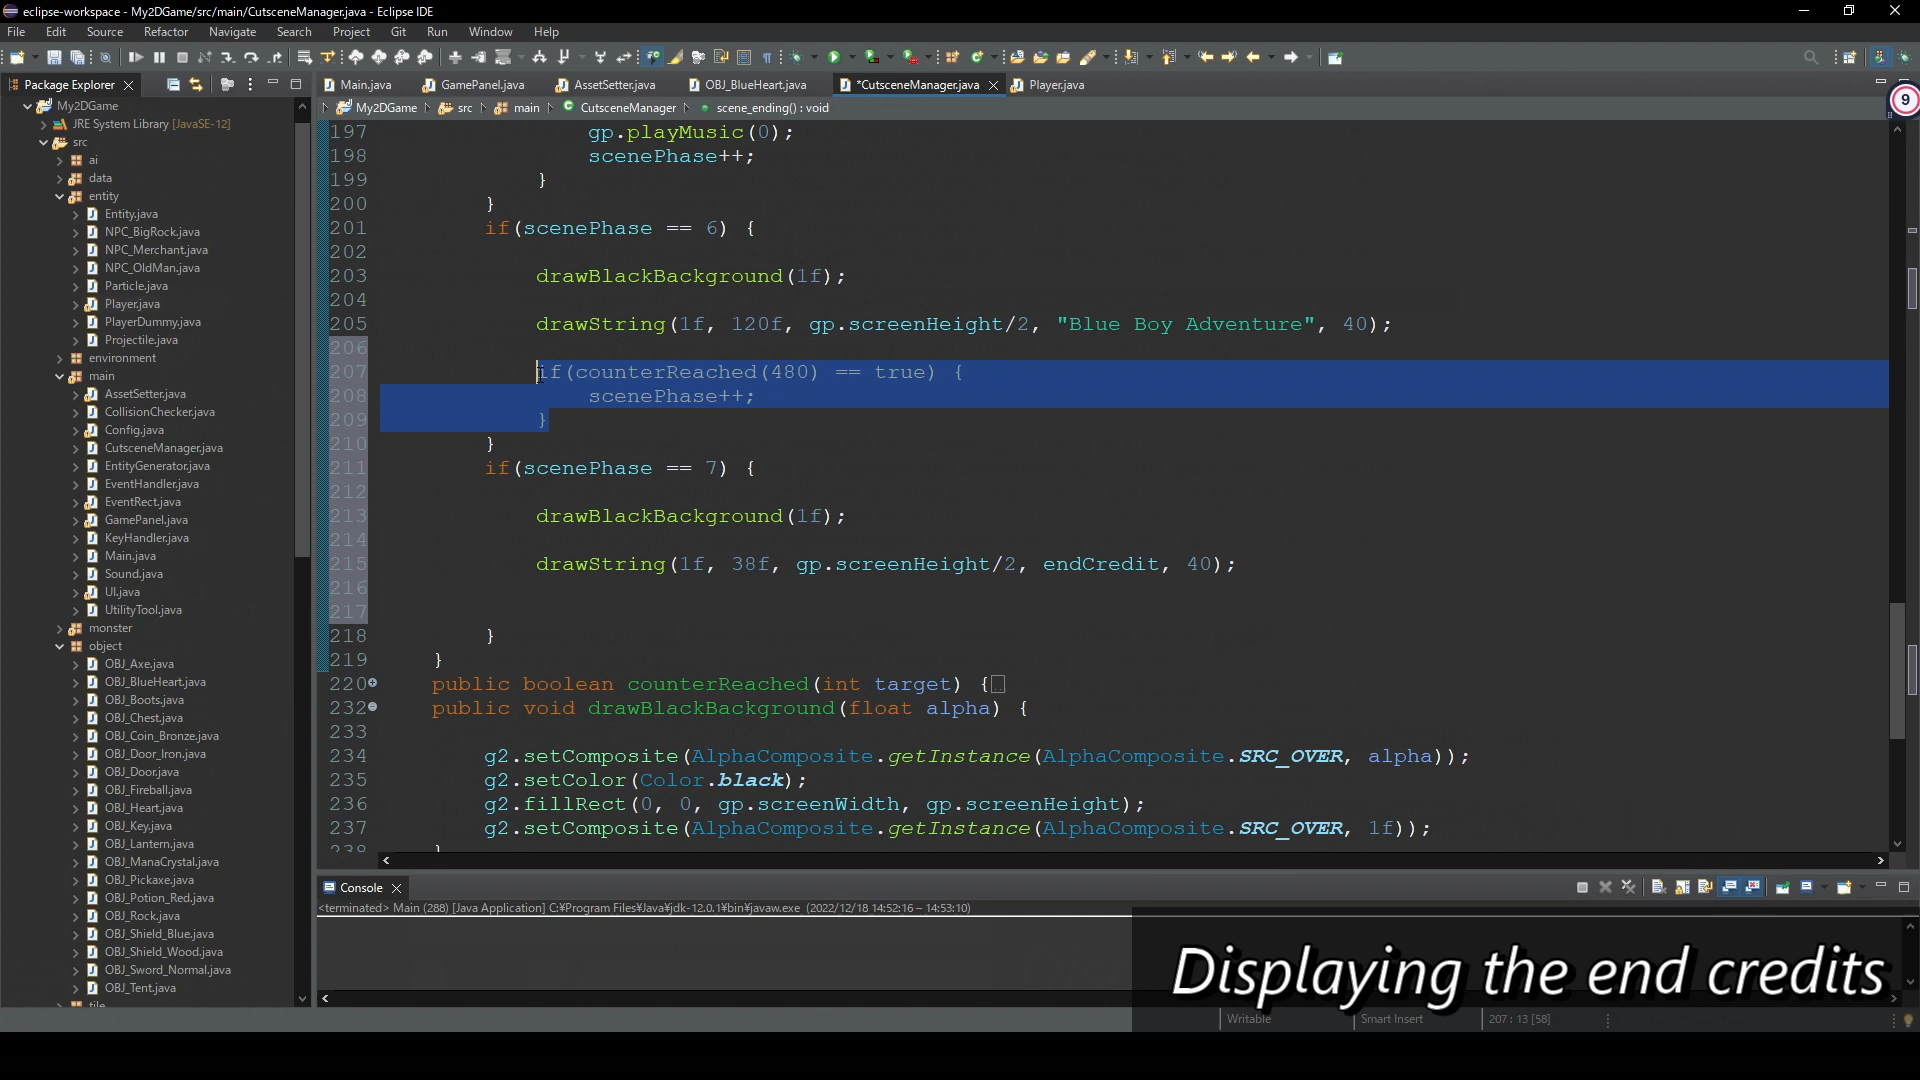 eclipse-workspace - My2DGame/src/main/CutsceneManager.java - Eclipse IDE
File Edit Source Refactor Navigate Search Project Git Run Window Help
Package Explorer
Main.java GamePanel.java AssetSetter.java OBJ_BlueHeart.java *CutsceneManager.java Player.java
9
My2DGame src main CutsceneManager scene_ending() : void
My2DGame
JRE System Library [JavaSE-12]
src
ai
data
entity
Entity.java
NPC_BigRock.java
NPC_Merchant.java
NPC_OldMan.java
Particle.java
Player.java
PlayerDummy.java
Projectile.java
environment
main
AssetSetter.java
CollisionChecker.java
Config.java
CutsceneManager.java
EntityGenerator.java
EventHandler.java
EventRect.java
GamePanel.java
KeyHandler.java
Main.java
Sound.java
UI.java
UtilityTool.java
monster
object
OBJ_Axe.java
OBJ_BlueHeart.java
OBJ_Boots.java
OBJ_Chest.java
OBJ_Coin_Bronze.java
OBJ_Door_Iron.java
OBJ_Door.java
OBJ_Fireball.java
OBJ_Heart.java
OBJ_Key.java
OBJ_Lantern.java
OBJ_ManaCrystal.java
OBJ_Pickaxe.java
OBJ_Potion_Red.java
OBJ_Rock.java
OBJ_Shield_Blue.java
OBJ_Shield_Wood.java
OBJ_Sword_Normal.java
OBJ_Tent.java
tile
197 gp.playMusic(0);
198 scenePhase++;
199 }
200 }
201 if(scenePhase == 6) {
202
203 drawBlackBackground(1f);
204
205 drawString(1f, 120f, gp.screenHeight/2, "Blue Boy Adventure", 40);
206
207 if(counterReached(480) == true) {
208 scenePhase++;
209 }
210 }
211 if(scenePhase == 7) {
212
213 drawBlackBackground(1f);
214
215 drawString(1f, 38f, gp.screenHeight/2, endCredit, 40);
216
217
218 }
219 }
220 public boolean counterReached(int target) {
232 public void drawBlackBackground(float alpha) {
233
234 g2.setComposite(AlphaComposite.getInstance(AlphaComposite.SRC_OVER, alpha));
235 g2.setColor(Color.black);
236 g2.fillRect(0, 0, gp.screenWidth, gp.screenHeight);
237 g2.setComposite(AlphaComposite.getInstance(AlphaComposite.SRC_OVER, 1f));
238 }
Console
<terminated> Main (288) [Java Application] C:¥Program Files¥Java¥jdk-12.0.1¥bin¥javaw.exe (2022/12/18 14:52:16 – 14:53:10)
Displaying the end credits
Writable Smart Insert 207 : 13 [58]